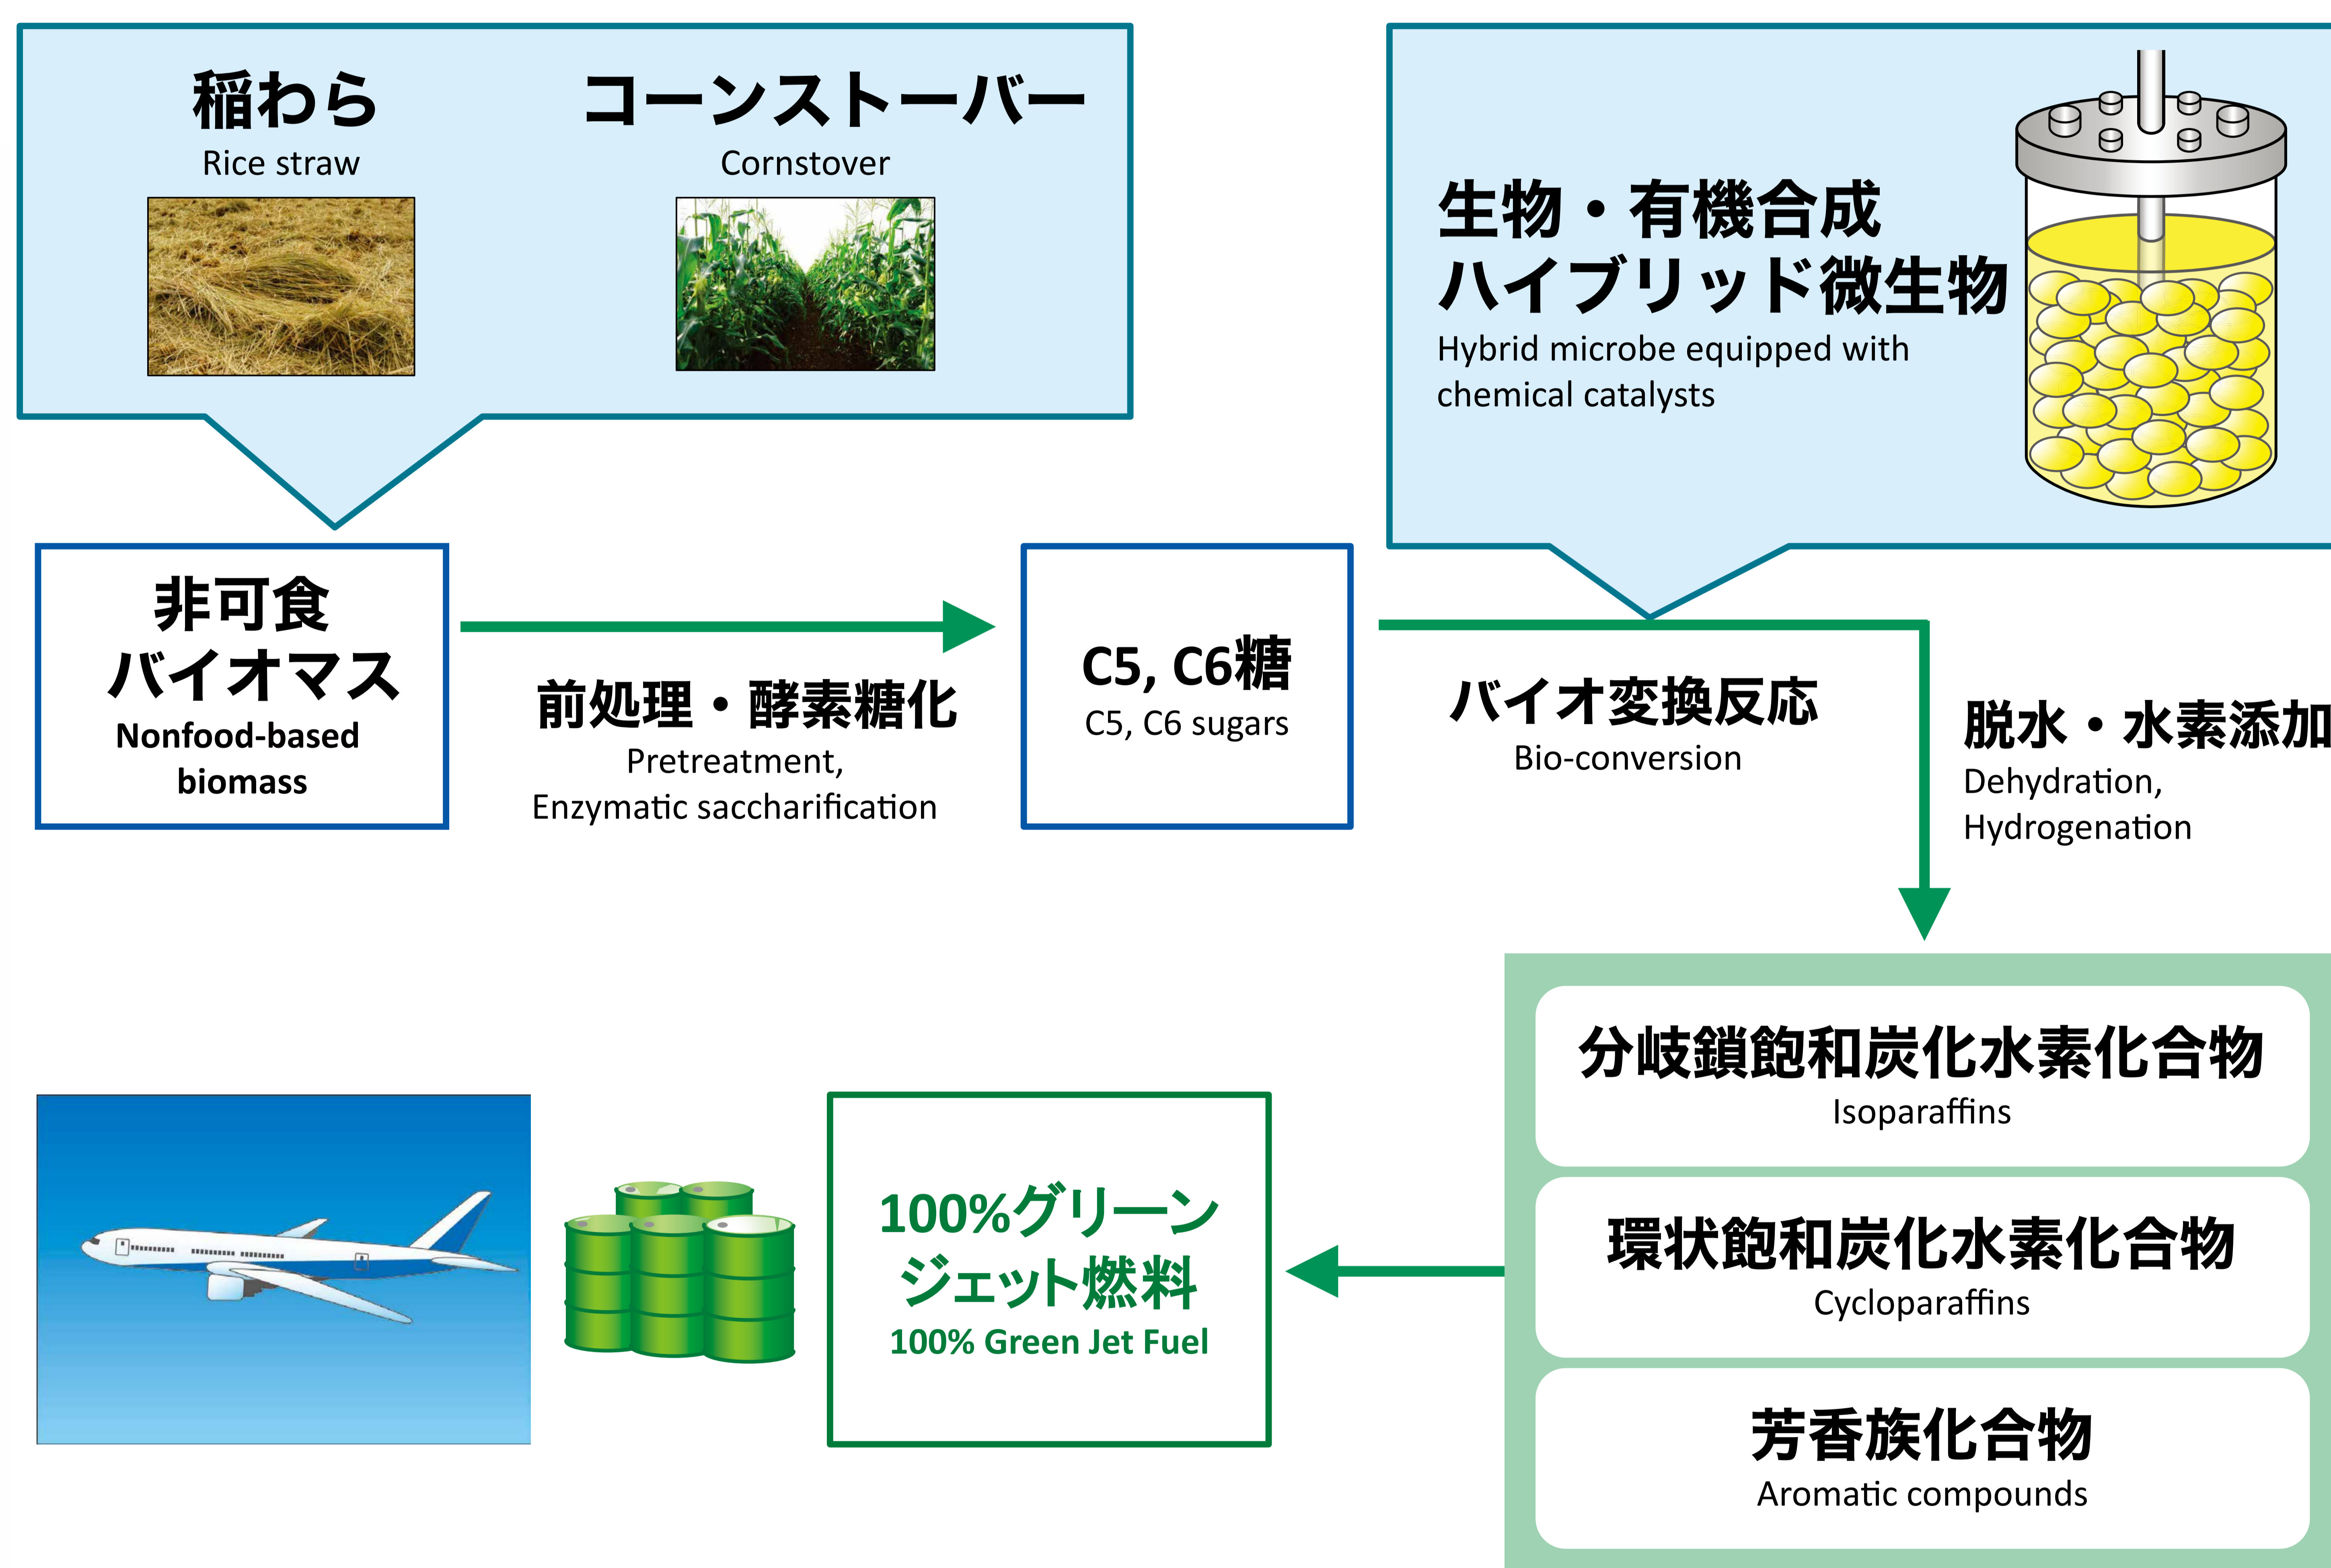 稲わら
Rice straw
コーンストーバー
Cornstover
生物・有機合成
ハイブリッド微生物
Hybrid microbe equipped with
chemical catalysts
非可食
バイオマス
Nonfood-based
biomass
前処理・酵素糖化
Pretreatment,
Enzymatic saccharification
C5, C6糖
C5, C6 sugars
バイオ変換反応
Bio-conversion
脱水・水素添加
Dehydration,
Hydrogenation
分岐鎖飽和炭化水素化合物
Isoparaffins
環状飽和炭化水素化合物
Cycloparaffins
芳香族化合物
Aromatic compounds
100%グリーン
ジェット燃料
100% Green Jet Fuel